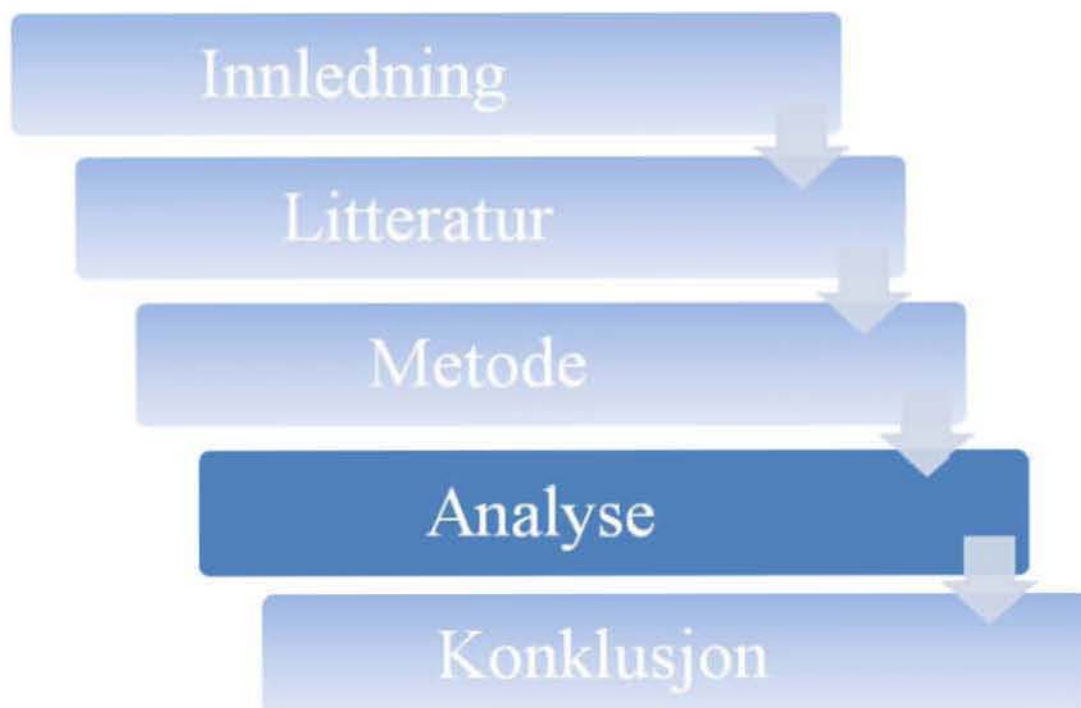 Innledning
Litteratur
Metode
Analyse
Konklusjon